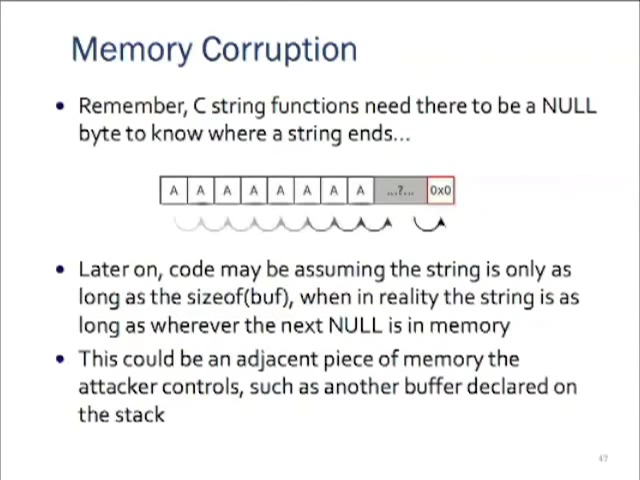 Memory Corruption
• Remember, C string functions need there to be a NULL
byte to know where a string ends...
A A A A A A A A ...?... 0x0
• Later on, code may be assuming the string is only as
long as the sizeof(buf), when in reality the string is as
long as wherever the next NULL is in memory
• This could be an adjacent piece of memory the
attacker controls, such as another buffer declared on
the stack
47